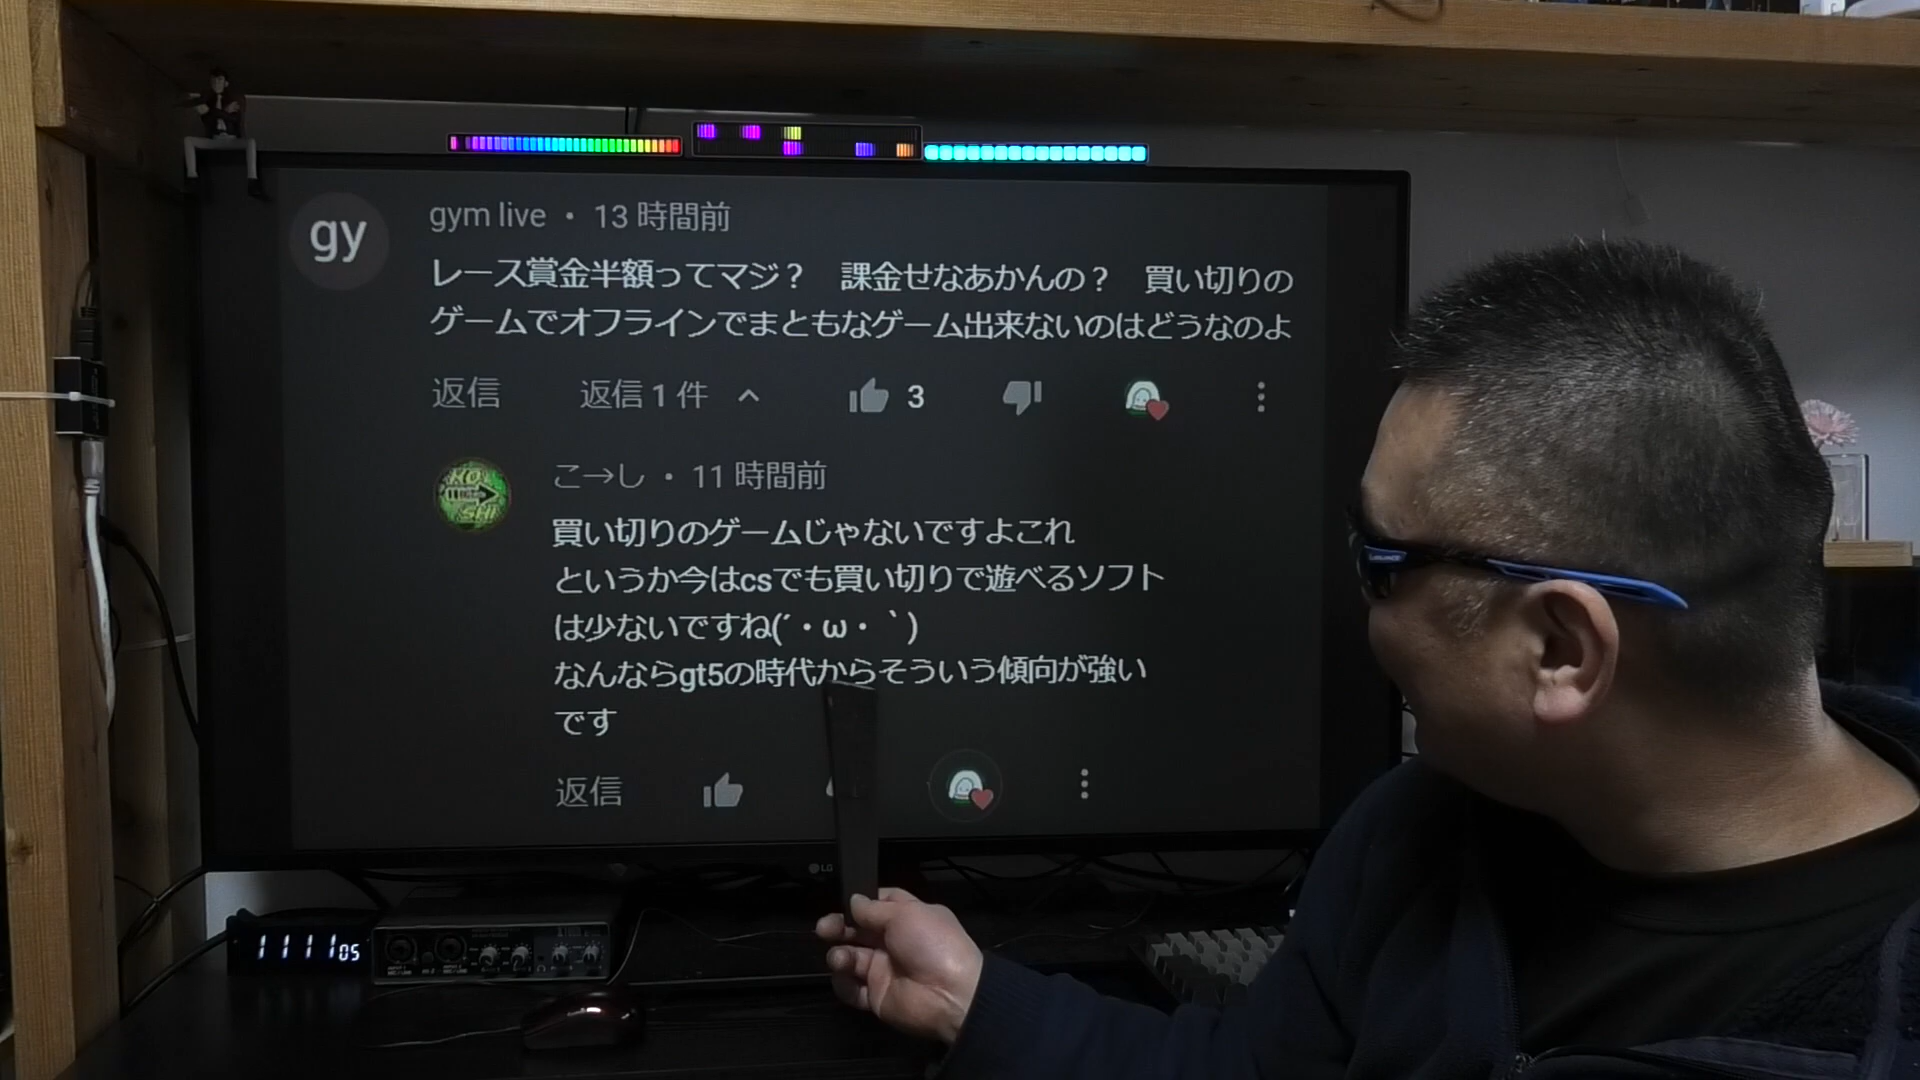 gy
gym live • 13 時間前
レース賞金半額ってマジ？　課金せなあかんの？　買い切りの
ゲームでオフラインでまともなゲーム出来ないのはどうなのよ
返信 返信 1 件 3
こ→し • 11 時間前
買い切りのゲームじゃないですよこれ
というか今はcsでも買い切りで遊べるソフト
は少ないですね(´・ω・｀)
なんならgt5の時代からそういう傾向が強い
です
返信
LG
11 11 05